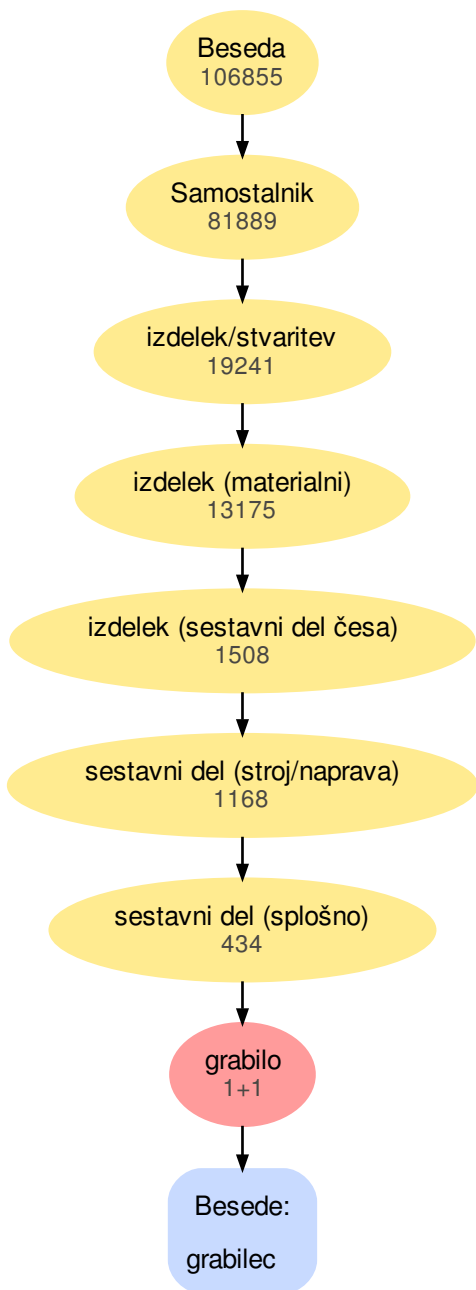 Beseda
106855
Samostalnik
81889
izdelek/stvaritev
19241
izdelek (materialni)
13175
izdelek (sestavni del česa)
1508
sestavni del (stroj/naprava)
1168
sestavni del (splošno)
434
grabilo
1+1
Besede:
grabilec